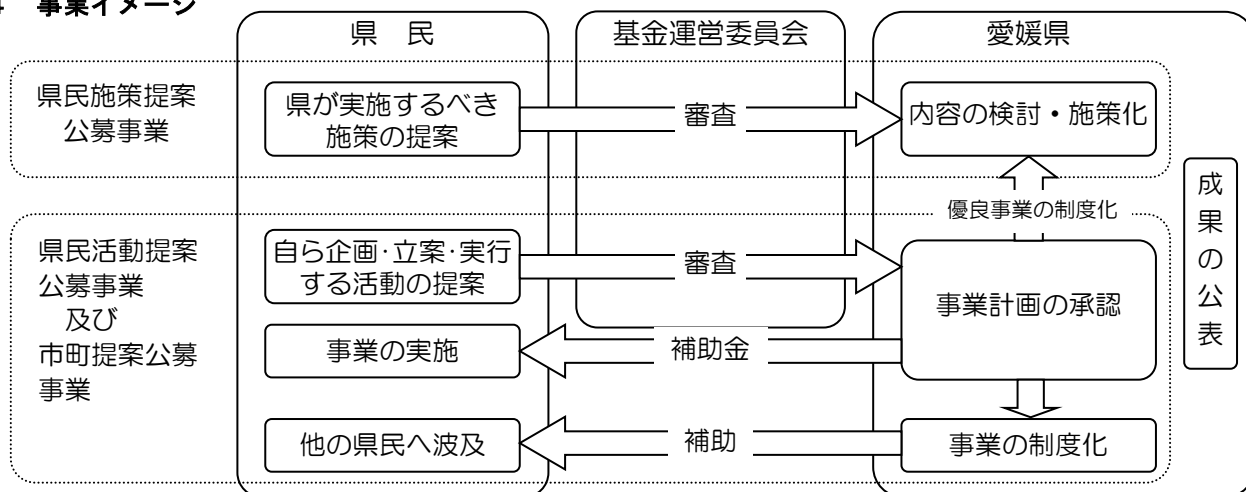 事業イメージ
県　民
基金運営委員会
愛媛県
県民施策提案
公募事業
県が実施するべき
施策の提案
審査
内容の検討・施策化
優良事業の制度化
県民活動提案
公募事業
及び
市町提案公募
事業
自ら企画･立案･実行
する活動の提案
審査
事業計画の承認
事業の実施
補助金
他の県民へ波及
補助
事業の制度化
成果の公表